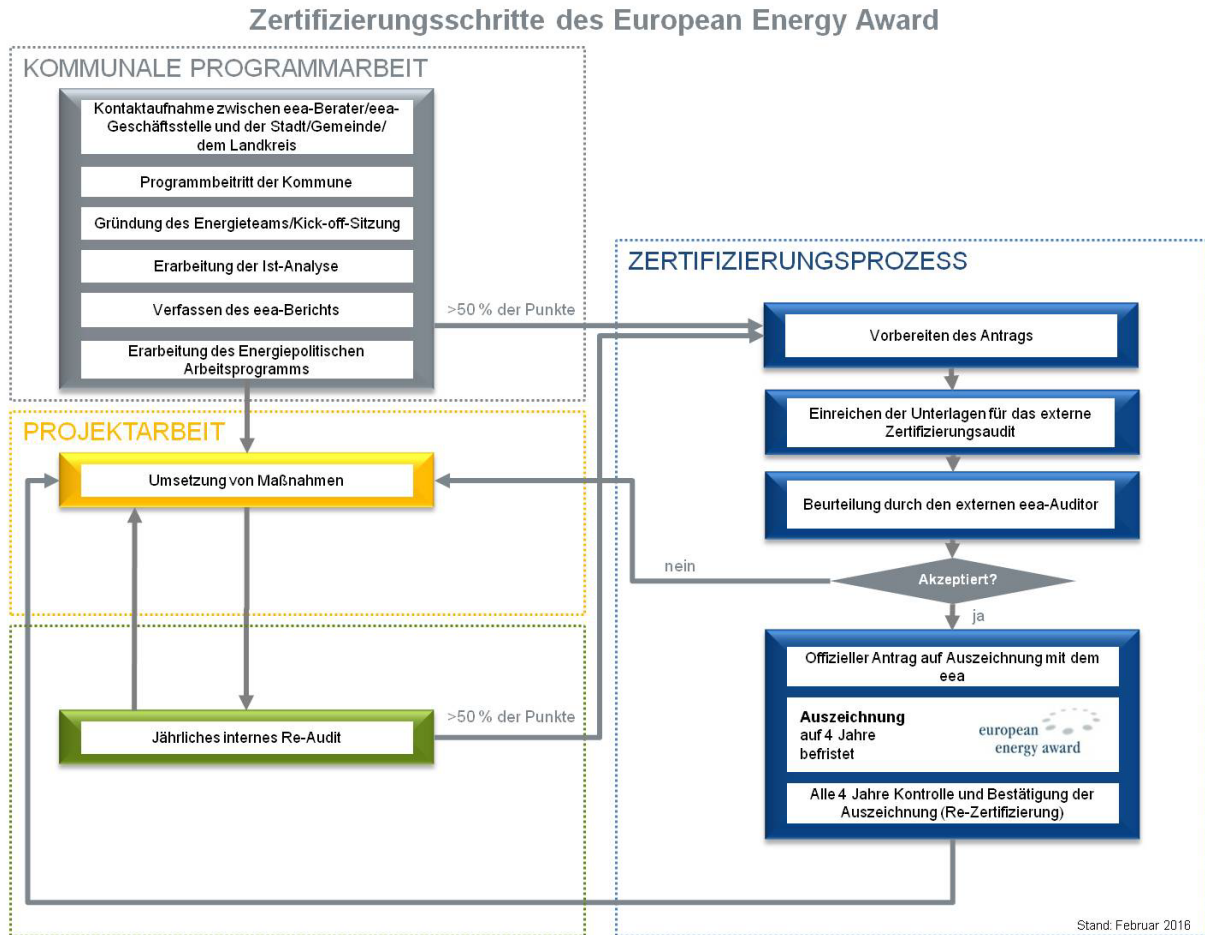 Zertifizierungsschritte des European Energy Award
KOMMUNALE PROGRAMMARBEIT
Kontaktaufnahme zwischen eea-Berater/eea-
Geschäftsstelle und der Stadt/Gemeinde/
dem Landkreis
Programmbeitritt der Kommune
Gründung des Energieteams/Kick-off-Sitzung
Erarbeitung der Ist-Analyse
Verfassen des eea-Berichts
Erarbeitung des Energiepolitischen
Arbeitsprogramms
>50 % der Punkte
PROJEKTARBEIT
Umsetzung von Maßnahmen
Jährliches internes Re-Audit
>50 % der Punkte
ZERTIFIZIERUNGSPROZESS
Vorbereiten des Antrags
Einreichen der Unterlagen für das externe
Zertifizierungsaudit
Beurteilung durch den externen eea-Auditor
Akzeptiert?
nein
ja
Offizieller Antrag auf Auszeichnung mit dem
eea
Auszeichnung
auf 4 Jahre
befristet
european
energy award
Alle 4 Jahre Kontrolle und Bestätigung der
Auszeichnung (Re-Zertifizierung)
Stand: Februar 2016